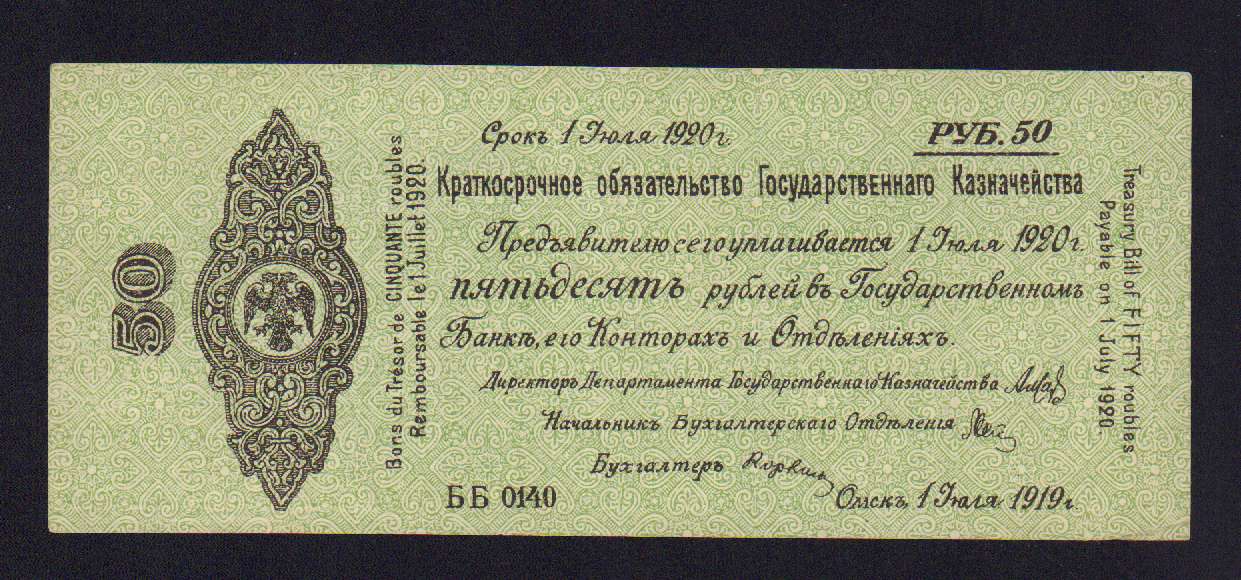 50
Bons du Trésor de CINQUANTE roubles
Remboursable le 1 Juillet 1920.
Срокъ 1 Іюля 1920 г.
РУБ. 50
Краткосрочное обязательство Государственнаго Казначейства
Предъявителю сего уплачивается 1 Іюля 1920 г.
пятьдесятъ рублей въ Государственномъ
Банкѣ, его Конторахъ и Отдѣленіяхъ.
Директоръ Департамента Государственнаго Казначейства
Начальникъ Бухгалтерскаго Отдѣленія
Бухгалтеръ
ББ 0140
Омскъ, 1 Іюля 1919 г.
Treasury Bill of FIFTY roubles
Payable on 1 July 1920.